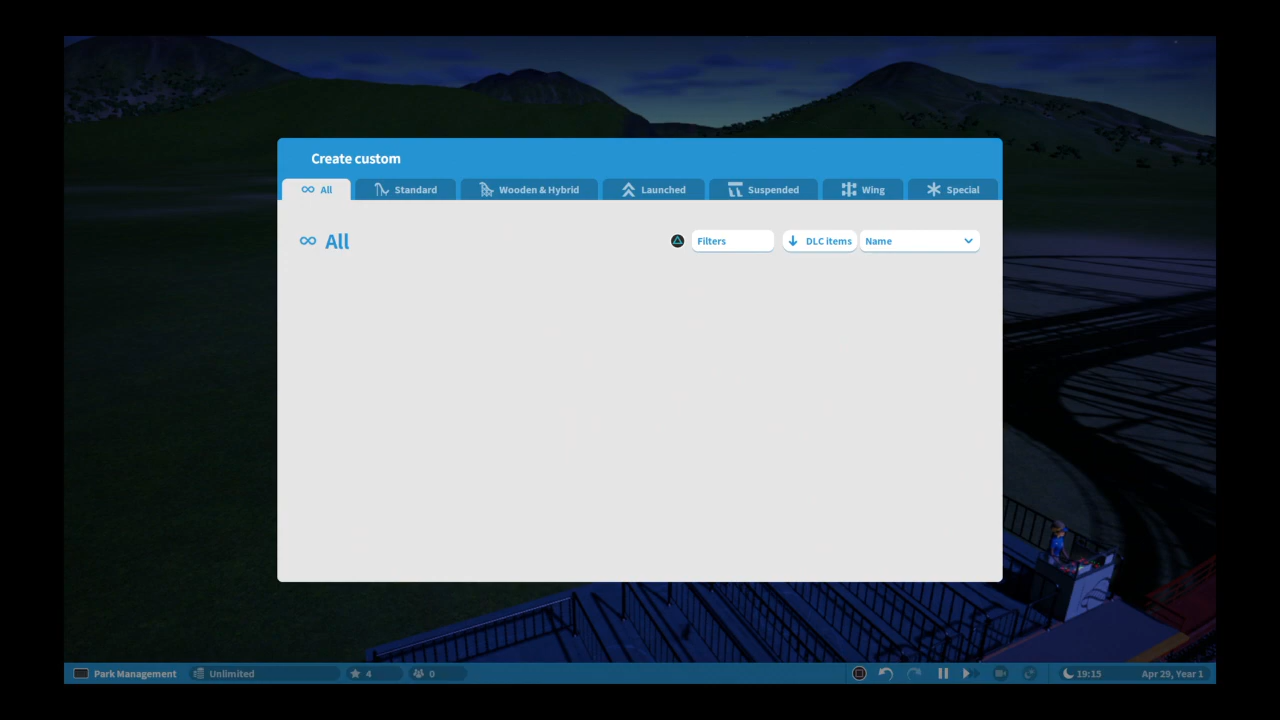 Create custom
All
Standard
Wooden & Hybrid
Launched
Suspended
Wing
Special
All
Filters
DLC items
Name
Park Management
Unlimited
4
0
19:15
Apr 29, Year 1